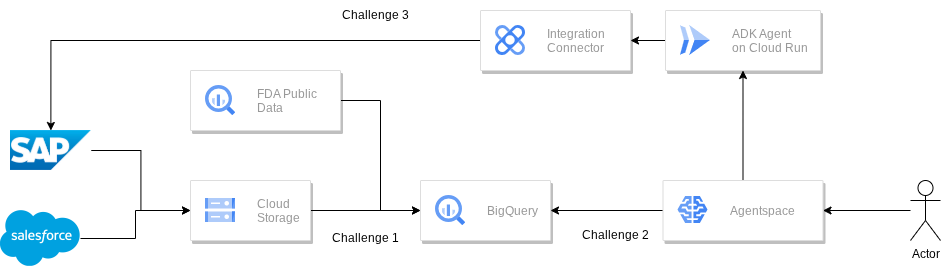 Challenge 3
Integration
Connector
ADK Agent
on Cloud Run
FDA Public
Data
SAP
Cloud
Storage
BigQuery
Agentspace
salesforce
Challenge 1
Challenge 2
Actor